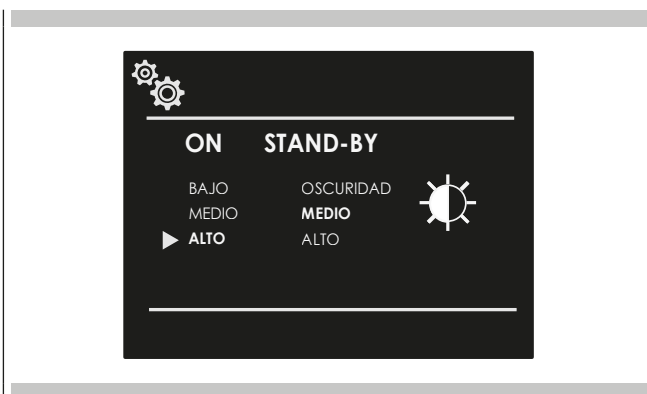 ON STAND-BY
BAJO OSCURIDAD
MEDIO MEDIO
ALTO ALTO